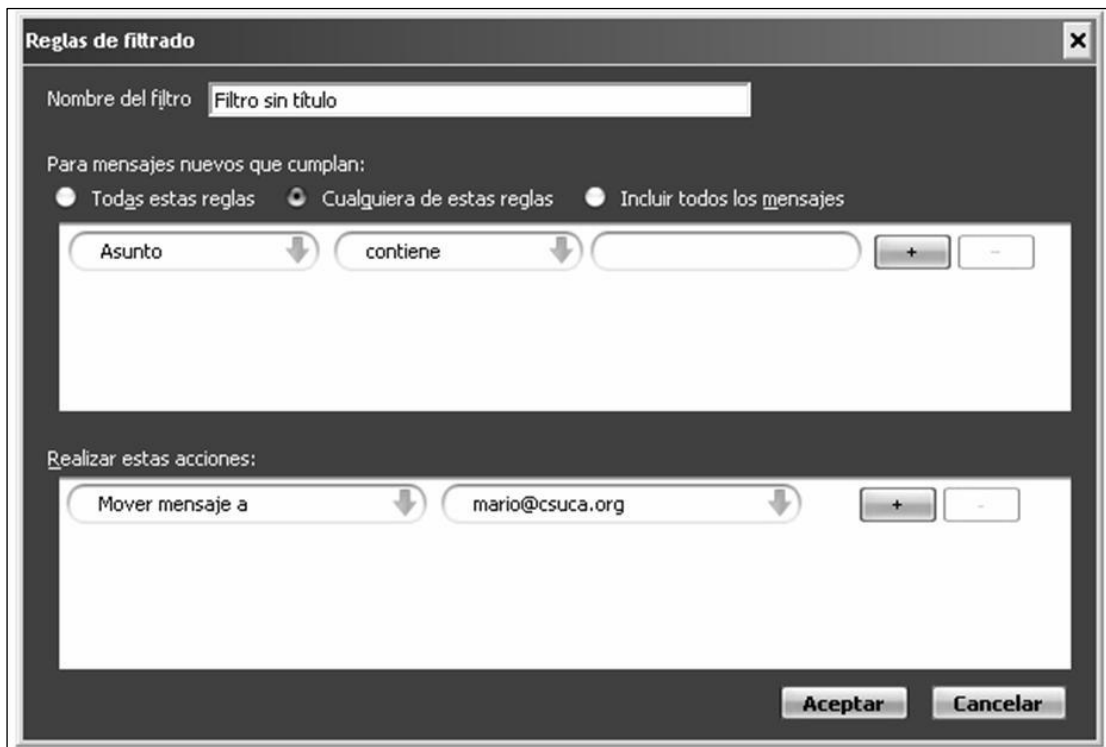 Reglas de filtrado
Nombre del filtro Filtro sin título
Para mensajes nuevos que cumplan:
Todas estas reglas Cualquiera de estas reglas Incluir todos los mensajes
Asunto contiene + -
Realizar estas acciones:
Mover mensaje a mario@csuca.org + -
Aceptar Cancelar